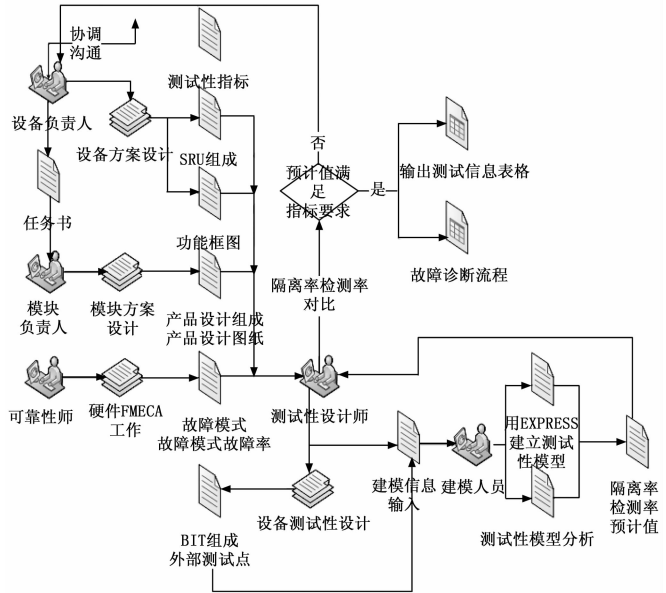 协调
沟通
测试性指标
设备负责人
设备方案设计
SRU组成
否
输出测试信息表格
预计值满
足
指标要求
是
任务书
功能框图
故障诊断流程
隔离率检测率
对比
模块
负责人
模块方案
设计
产品设计组成
产品设计图纸
可靠性师
硬件FMECA
工作
故障模式
故障模式故障率
测试性设计师
用EXPRESS
建立测试
性模型
建模信息
输入
建模人员
隔离率
检测率
预计值
设备测试性设计
测试性模型分析
BIT组成
外部测试点